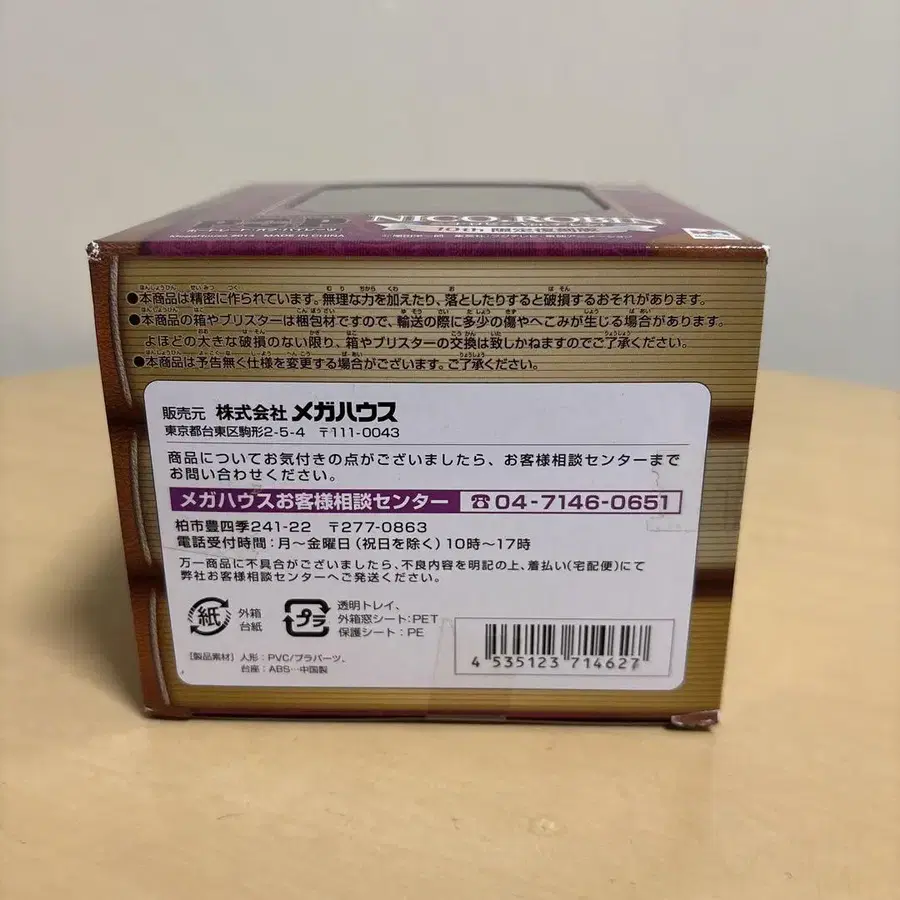 P.O.P
NICO・ROBIN
ポートレート・オブ・パイレーツ
10th 限定復刻版
MADE IN CHINA
●本商品は精密に作られています。無理な力を加えたり、落としたりすると破損するおそれがあります。
●本商品の箱やブリスターは梱包材ですので、輸送の際に多少の傷やへこみが生じる場合があります。
よほどの大きな破損のない限り、箱やブリスターの交換は致しかねますのでご了承ください。
●本商品は予告無く仕様を変更する場合がございます。ご了承ください。
販売元 株式会社 メガハウス
東京都台東区駒形2-5-4 〒111-0043
商品についてお気付きの点がございましたら、お客様相談センターまで
お問い合わせください。
メガハウスお客様相談センター ☎04-7146-0651
柏市豊四季241-22 〒277-0863
電話受付時間：月～金曜日（祝日を除く）10時～17時
万一商品に不具合がございましたら、不良内容を明記の上、着払い(宅配便)にて
弊社お客様相談センターへご発送ください。
紙 外箱
台紙
プラ 透明トレイ、
外箱窓シート：PET
保護シート：PE
［製品素材］人形：PVC/プラパーツ、
台座：ABS…中国製
4 535123 714627